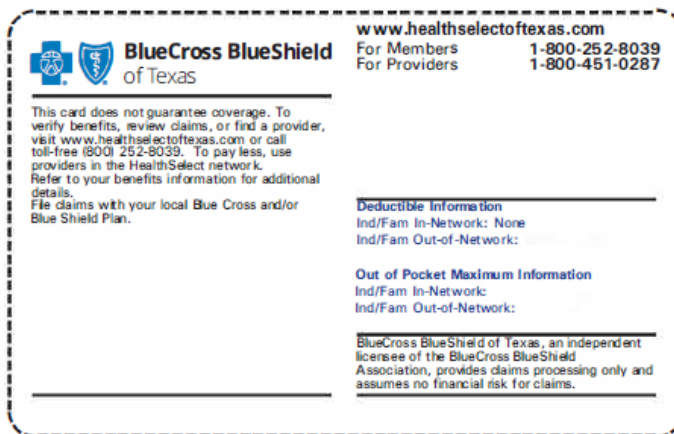 BlueCross BlueShield
of Texas
This card does not guarantee coverage. To
verify benefits, review claims, or find a provider,
visit www.healthselectoftexas.com or call
toll-free (800) 252-8039. To pay less, use
providers in the HealthSelect network.
Refer to your benefits information for additional
details.
File claims with your local Blue Cross and/or
Blue Shield Plan.
www.healthselectoftexas.com
For Members 1-800-252-8039
For Providers 1-800-451-0287
Deductible Information
Ind/Fam In-Network: None
Ind/Fam Out-of-Network:
Out of Pocket Maximum Information
Ind/Fam In-Network:
Ind/Fam Out-of-Network:
BlueCross BlueShield of Texas, an independent
licensee of the BlueCross BlueShield
Association, provides claims processing only and
assumes no financial risk for claims.